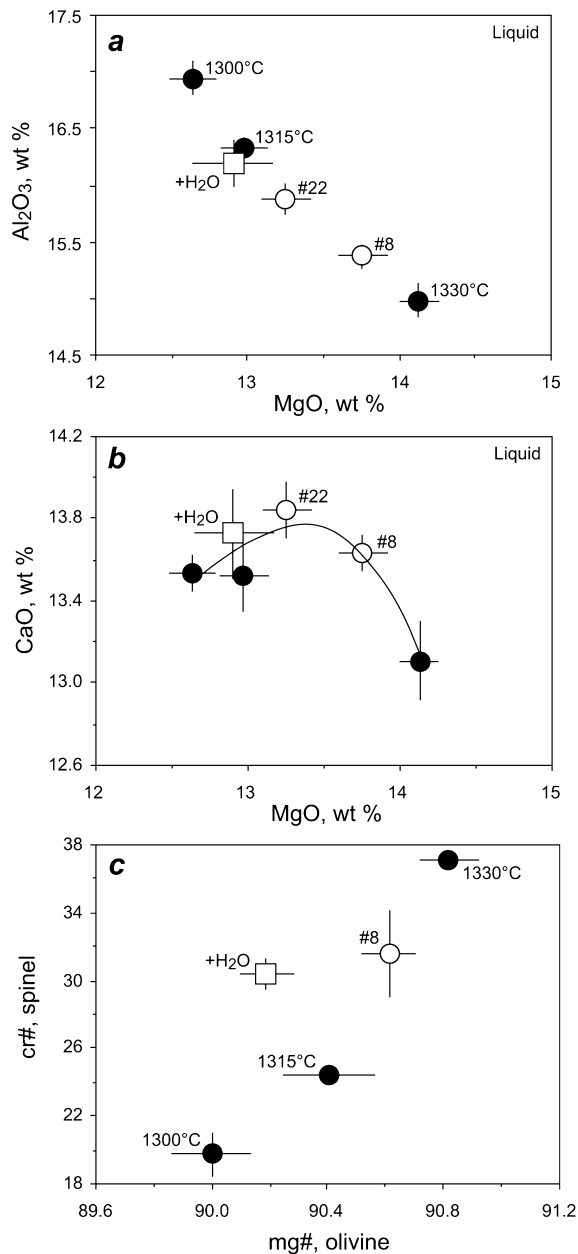 17.5
a
Liquid
1300°C
16.5
1315°C
+H2O
#22
Al2O3, wt %
15.5
#8
1330°C
14.5
12
13
14
15
MgO, wt %
14.2
b
Liquid
+H2O
#22
13.8
#8
CaO, wt %
13.4
13.0
12.6
12
13
14
15
MgO, wt %
38
c
1330°C
34
#8
+H2O
30
cr#, spinel
26
1315°C
22
1300°C
18
89.6
90.0
90.4
90.8
91.2
mg#, olivine